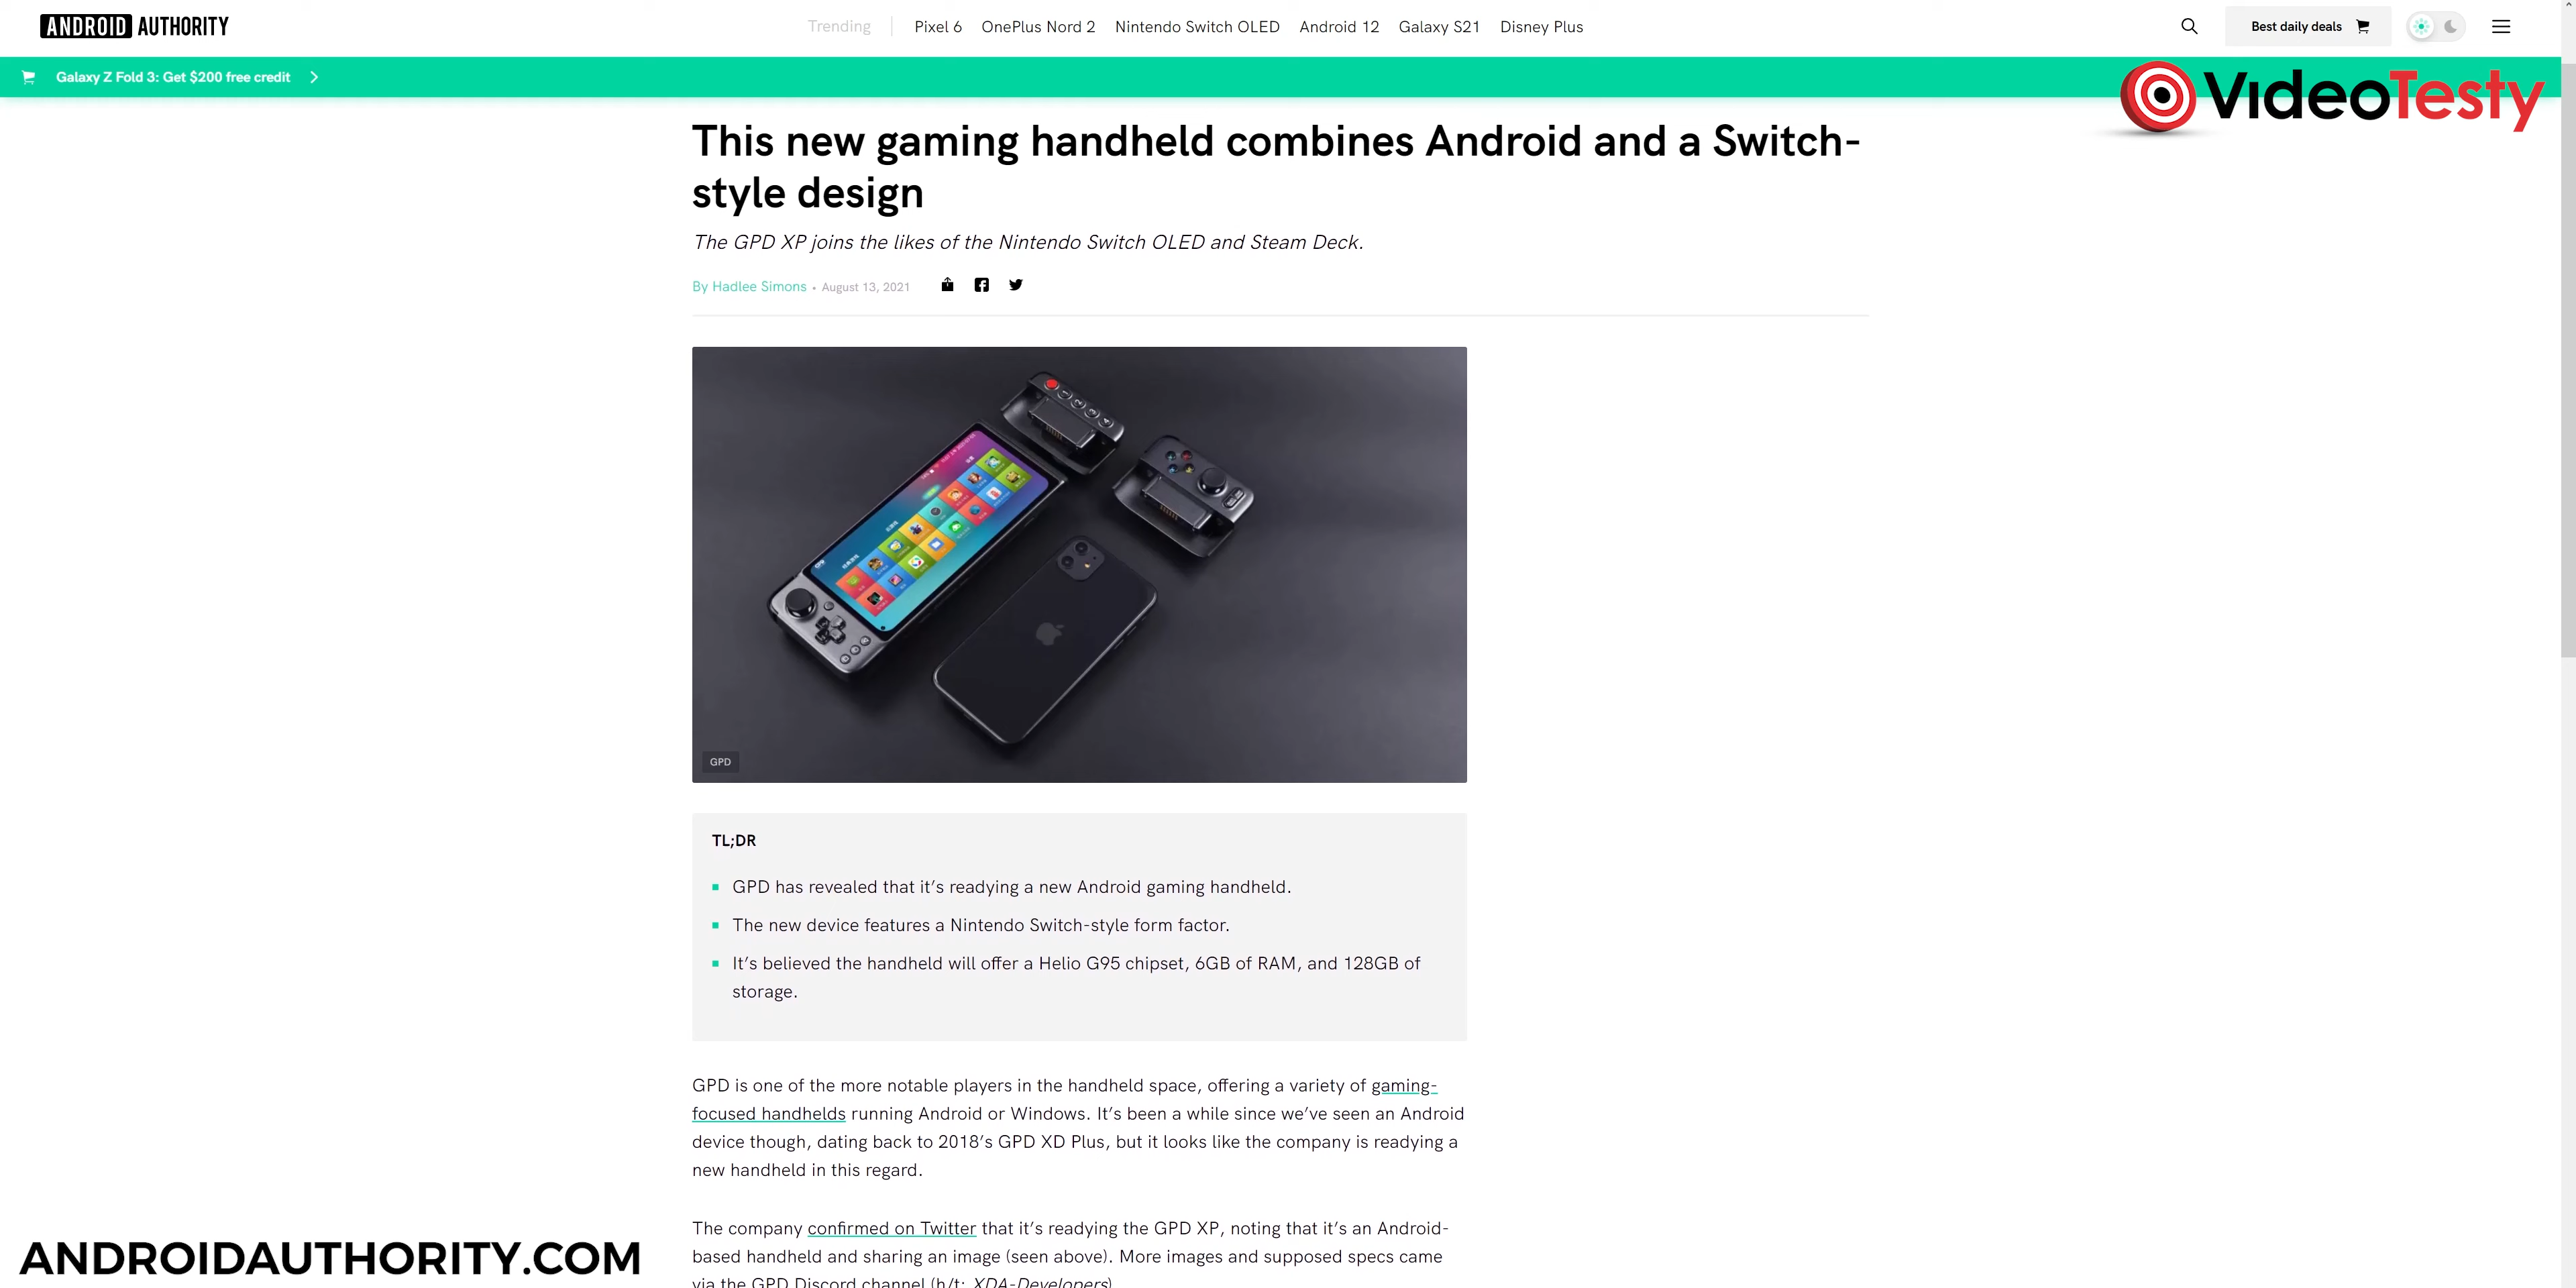 ANDROID AUTHORITY
Trending
Pixel 6
OnePlus Nord 2
Nintendo Switch OLED
Android 12
Galaxy S21
Disney Plus
Best daily deals
Galaxy Z Fold 3: Get $200 free credit
VIDEOTESTY
This new gaming handheld combines Android and a Switch-
style design
The GPD XP joins the likes of the Nintendo Switch OLED and Steam Deck.
By Hadlee Simons • August 13, 2021
GPD
TL;DR
▪ GPD has revealed that it’s readying a new Android gaming handheld.
▪ The new device features a Nintendo Switch-style form factor.
▪ It’s believed the handheld will offer a Helio G95 chipset, 6GB of RAM, and 128GB of
storage.
GPD is one of the more notable players in the handheld space, offering a variety of gaming-
focused handhelds running Android or Windows. It’s been a while since we’ve seen an Android
device though, dating back to 2018’s GPD XD Plus, but it looks like the company is readying a
new handheld in this regard.
The company confirmed on Twitter that it’s readying the GPD XP, noting that it’s an Android-
based handheld and sharing an image (seen above). More images and supposed specs came
via the GPD Discord channel (h/t: XDA-Developers)
ANDROIDAUTHORITY.COM